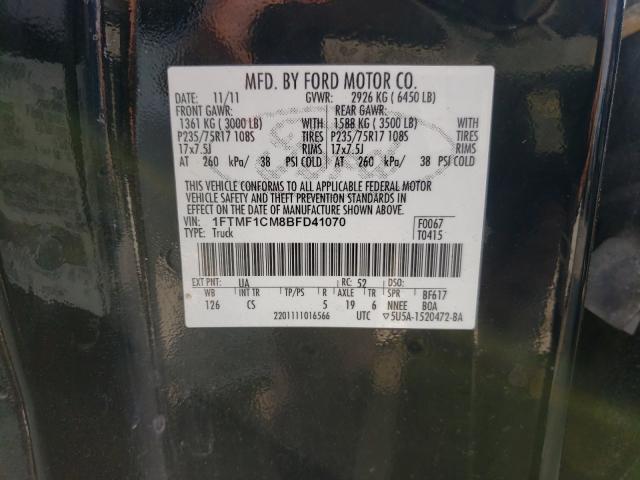 MFD. BY FORD MOTOR CO.
DATE: 11/11 GVWR: 2926 KG ( 6450 LB)
FRONT GAWR: REAR GAWR:
1361 KG ( 3000 LB) 1588 KG ( 3500 LB)
P235/75R17 108S TIRES P235/75R17 108S TIRES
17x7.5J RIMS 17x7.5J RIMS
AT 260 kPa/ 38 PSI COLD AT 260 kPa/ 38 PSI COLD
THIS VEHICLE CONFORMS TO ALL APPLICABLE FEDERAL MOTOR
VEHICLE SAFETY AND THEFT PREVENTION STANDARDS IN
EFFECT ON THE DATE OF MANUFACTURE SHOWN ABOVE.
VIN: 1FTMF1CM8BFD41070 F0067
TYPE: Truck T0415
EXT PNT: UA RC: 52 DSO:
WB INT TR TP/PS R AXLE TR SPR BF617
126 CS 5 19 6 NNEE BOA
2201111016566 UTC ▽5U5A-1520472-BA